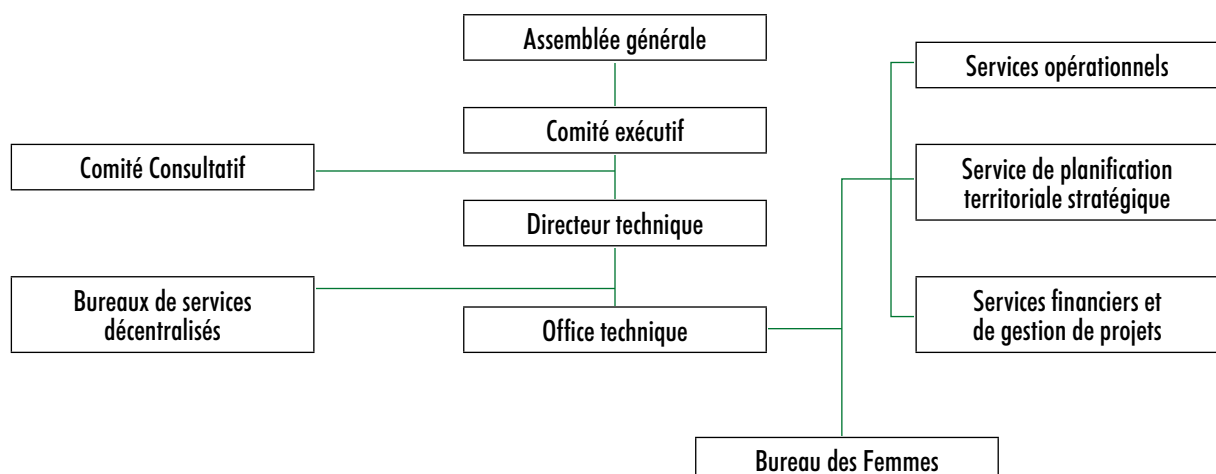 Assemblée générale
Services opérationnels
Comité exécutif
Comité Consultatif
Service de planification
territoriale stratégique
Directeur technique
Bureaux de services
décentralisés
Office technique
Services financiers et
de gestion de projets
Bureau des Femmes